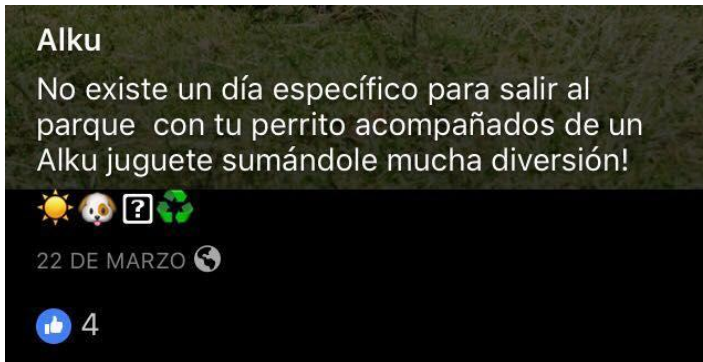 Alku
No existe un día específico para salir al
parque  con tu perrito acompañados de un
Alku juguete sumándole mucha diversión!
☀️🐶⍰♻️
22 DE MARZO
4